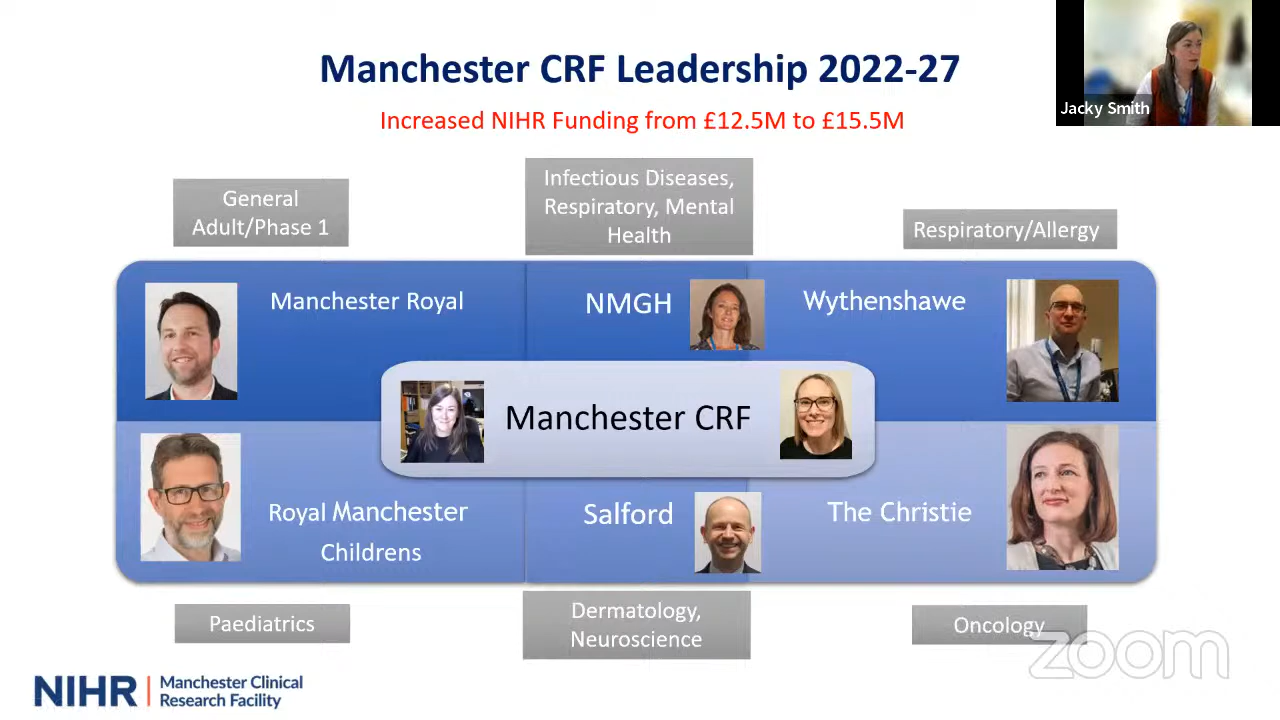 Manchester CRF Leadership 2022-27
Jacky Smith
Increased NIHR Funding from £12.5M to £15.5M
General
Adult/Phase 1
Infectious Diseases,
Respiratory, Mental
Health
Respiratory/Allergy
Manchester Royal
NMGH
Wythenshawe
Manchester CRF
Royal Manchester
Childrens
Salford
The Christie
Paediatrics
Dermatology,
Neuroscience
Oncology
zoom
NIHR | Manchester Clinical
Research Facility